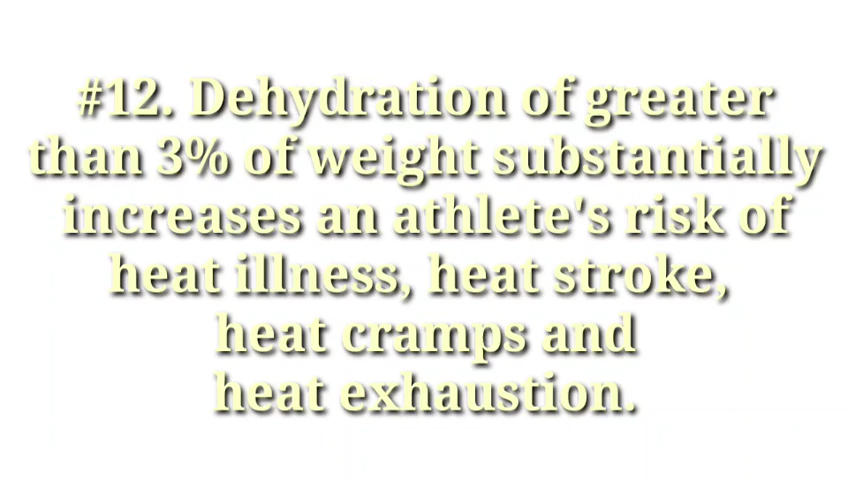 #12. Dehydration of greater
than 3% of weight substantially
increases an athlete's risk of
heat illness, heat stroke,
heat cramps and
heat exhaustion.